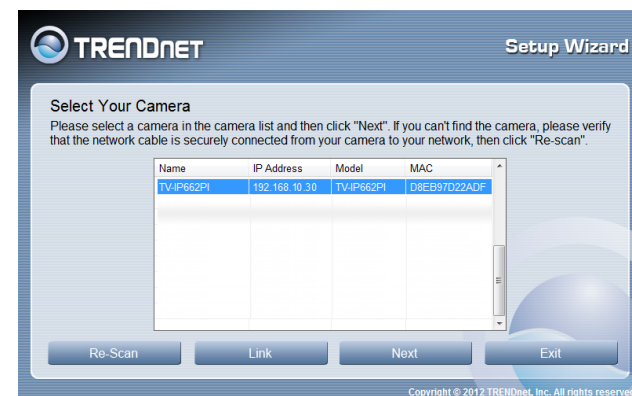 TRENDNET
Setup Wizard
Select Your Camera
Please select a camera in the camera list and then click "Next". If you can't find the camera, please verify
that the network cable is securely connected from your camera to your network, then click "Re-scan".
Name IP Address Model MAC
TV-IP662PI 192.168.10.30 TV-IP662PI D8EB97D22ADF
Re-Scan Link Next Exit
Copyright © 2012 TRENDnet, Inc. All rights reserve